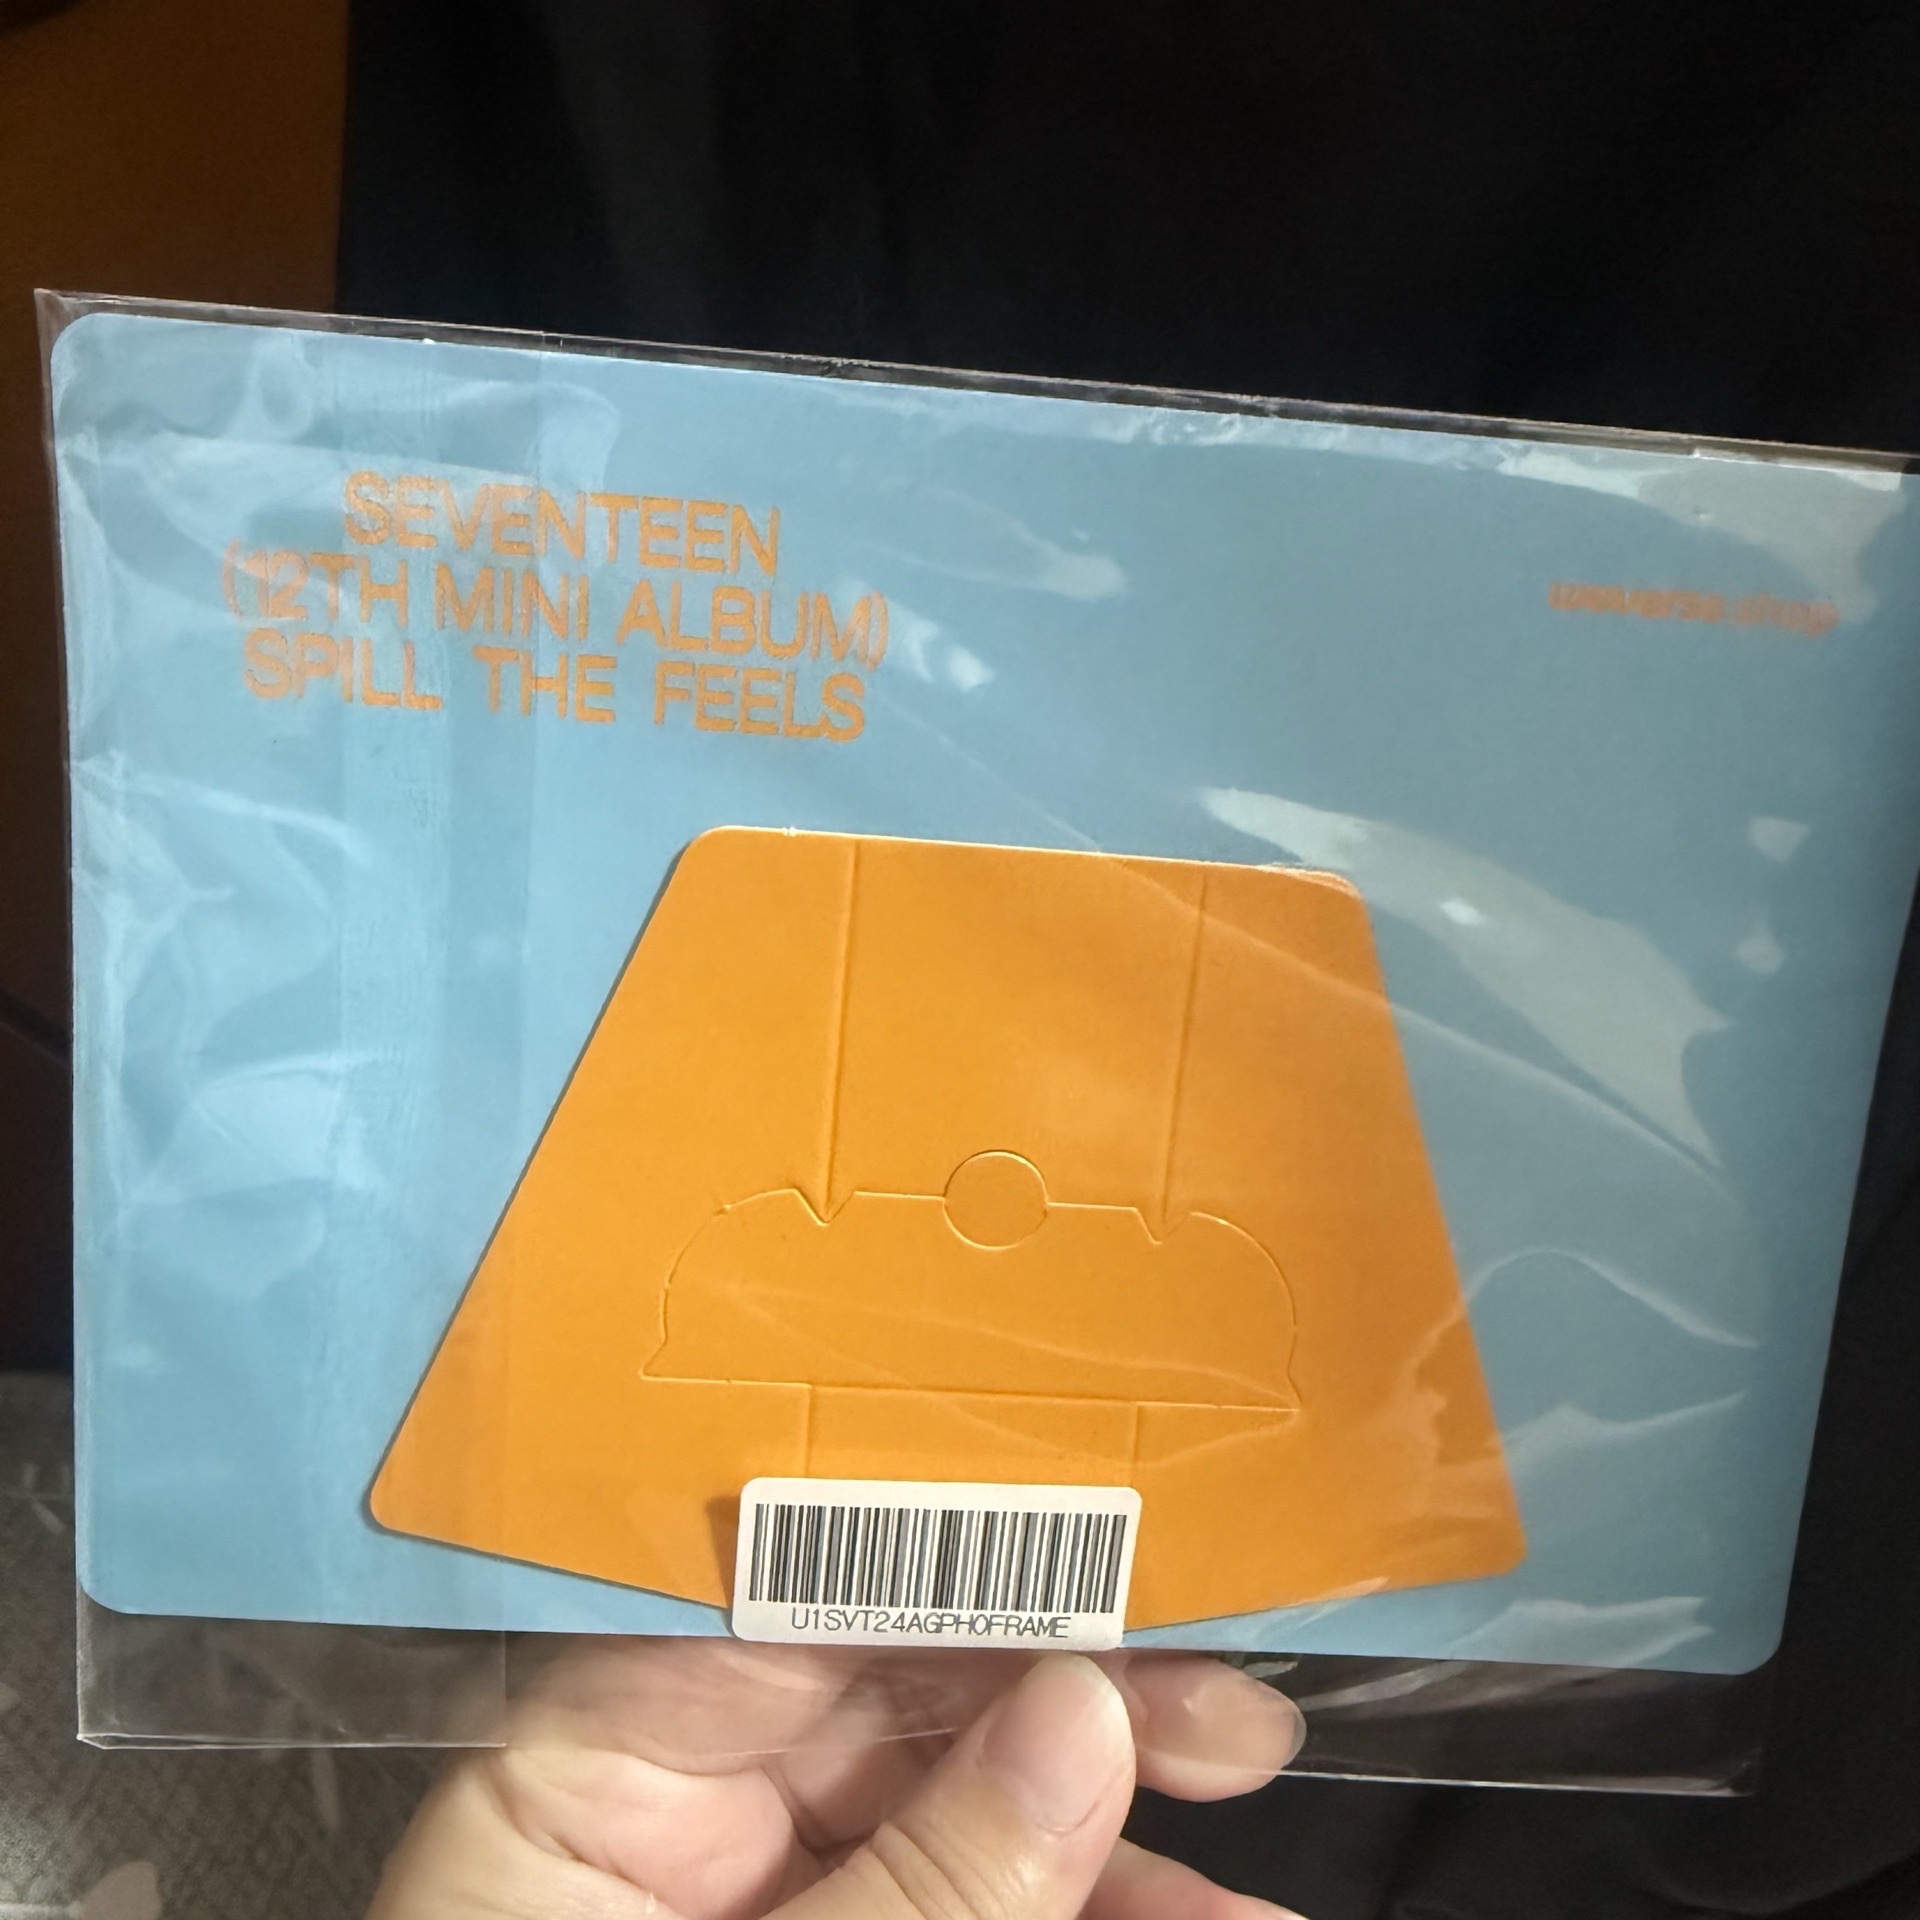 SEVENTEEN
(12TH MINI ALBUM)
SPILL THE FEELS
weverse shop
U1SVT24AGPHOFRAME